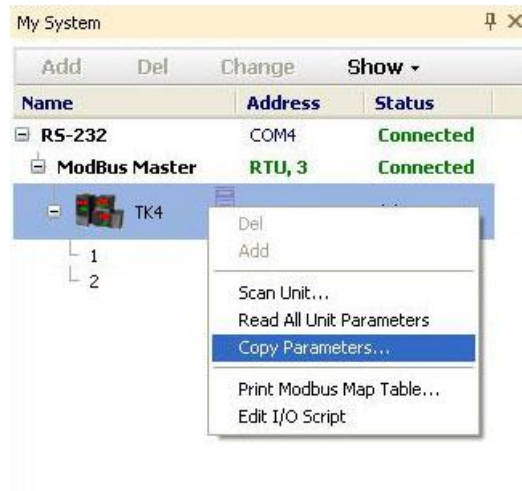 My System
Add Del Change Show
Name Address Status
RS-232 COM4 Connected
ModBus Master RTU, 3 Connected
TK4
Del
Add
1
2
Scan Unit...
Read All Unit Parameters
Copy Parameters...
Print Modbus Map Table...
Edit I/O Script